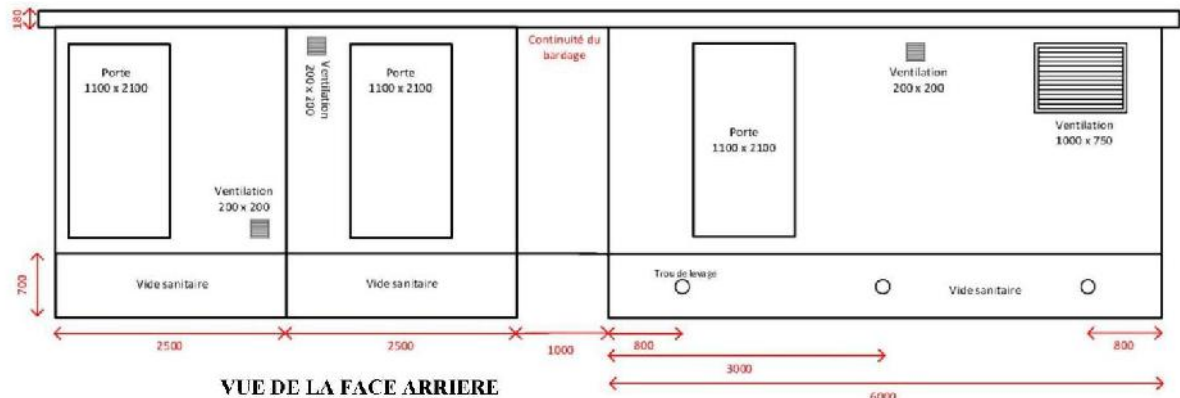 180
Porte
1100 x 2100
Ventilation
200 x 200
Porte
1100 x 2100
Continuité du
bardage
Ventilation
200 x 200
Porte
1100 x 2100
Ventilation
1000 x 750
Ventilation
200 x 200
700
Vide sanitaire
Vide sanitaire
Trou de levage
Vide sanitaire
2500
2500
1000
800
800
3000
6000
VUE DE LA FACE ARRIERE